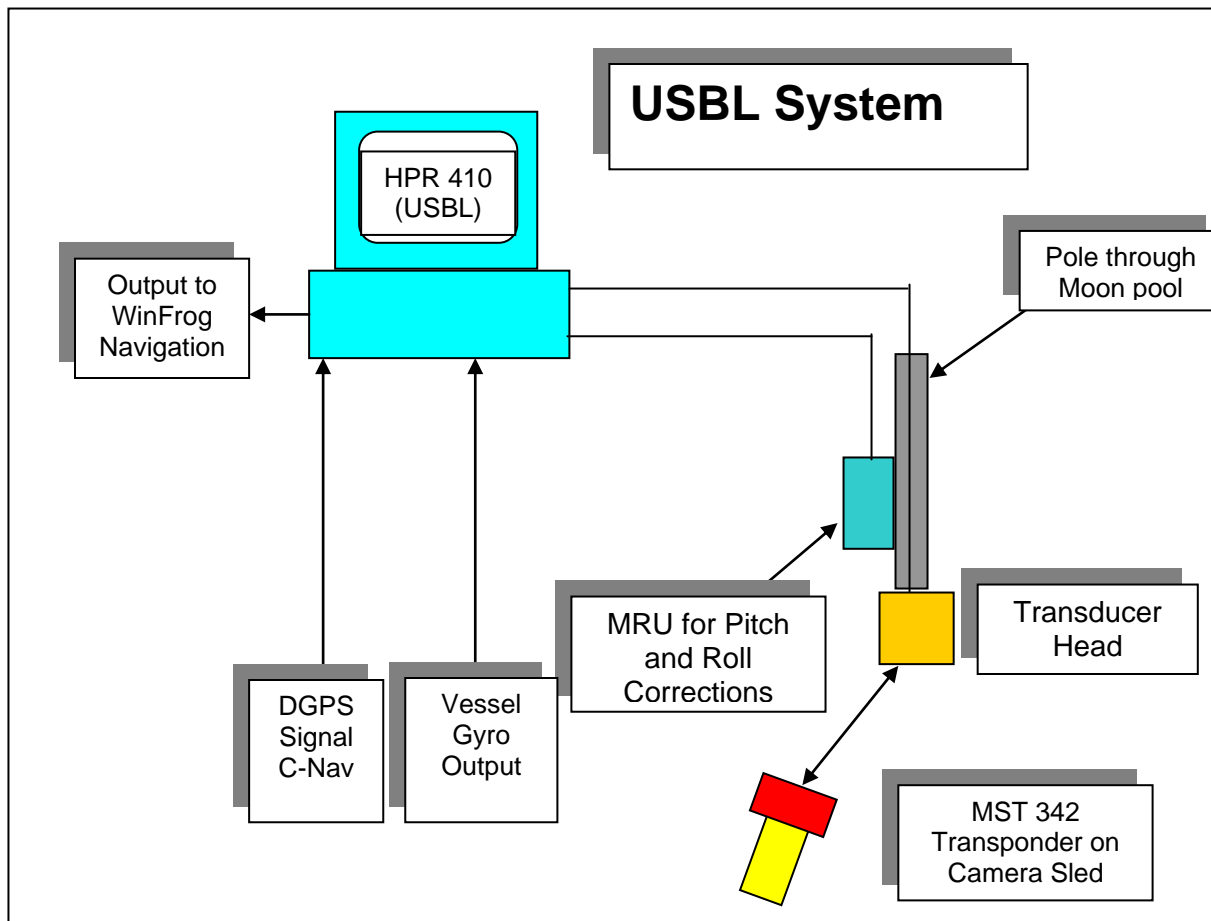 USBL System
HPR 410
(USBL)
Output to
WinFrog
Navigation
Pole through
Moon pool
MRU for Pitch
and Roll
Corrections
Transducer
Head
DGPS
Signal
C-Nav
Vessel
Gyro
Output
MST 342
Transponder on
Camera Sled